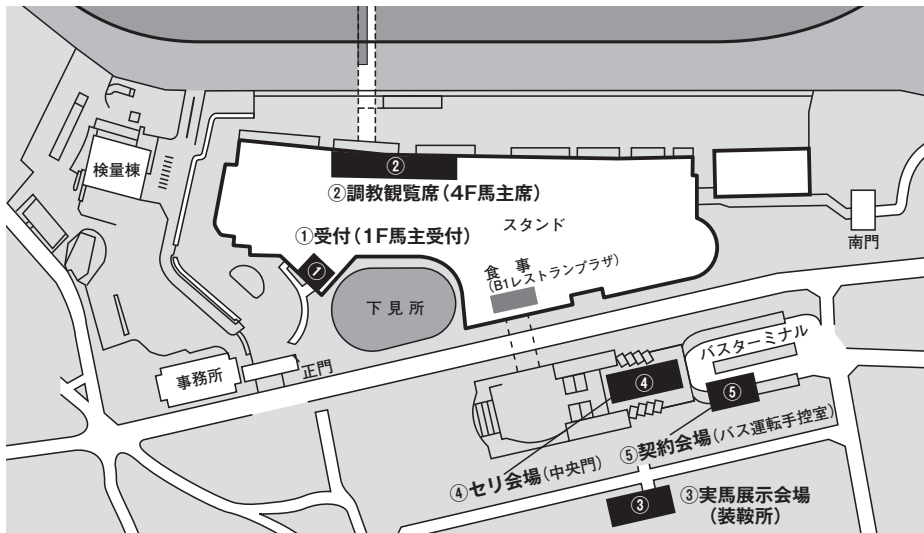 検量棟
②
②調教観覧席（4F馬主席）
①受付（1F馬主受付）
①
スタンド
南門
食　事
（B1レストランプラザ）
下見所
バスターミナル
事務所
正門
④
⑤
⑤契約会場（バス運転手控室）
④セリ会場（中央門）
③
③実馬展示会場
（装鞍所）